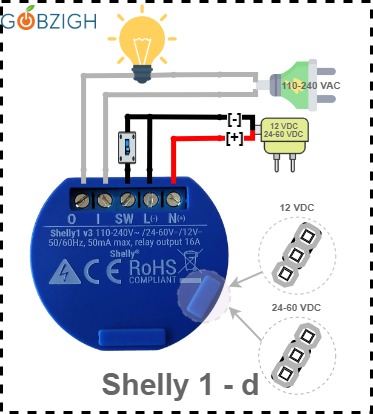 GOBZIGH
110-240 VAC
[-]
[+]
12 VDC
24-60 VDC
O I SW L(-) N(+)
Shelly1 v3 110-240V~ /24-60V⎓/12V⎓
50/60Hz, 50mA max, relay output 16A
Shelly®
CE RoHS
COMPLIANT
12 VDC
24-60 VDC
Shelly 1 - d